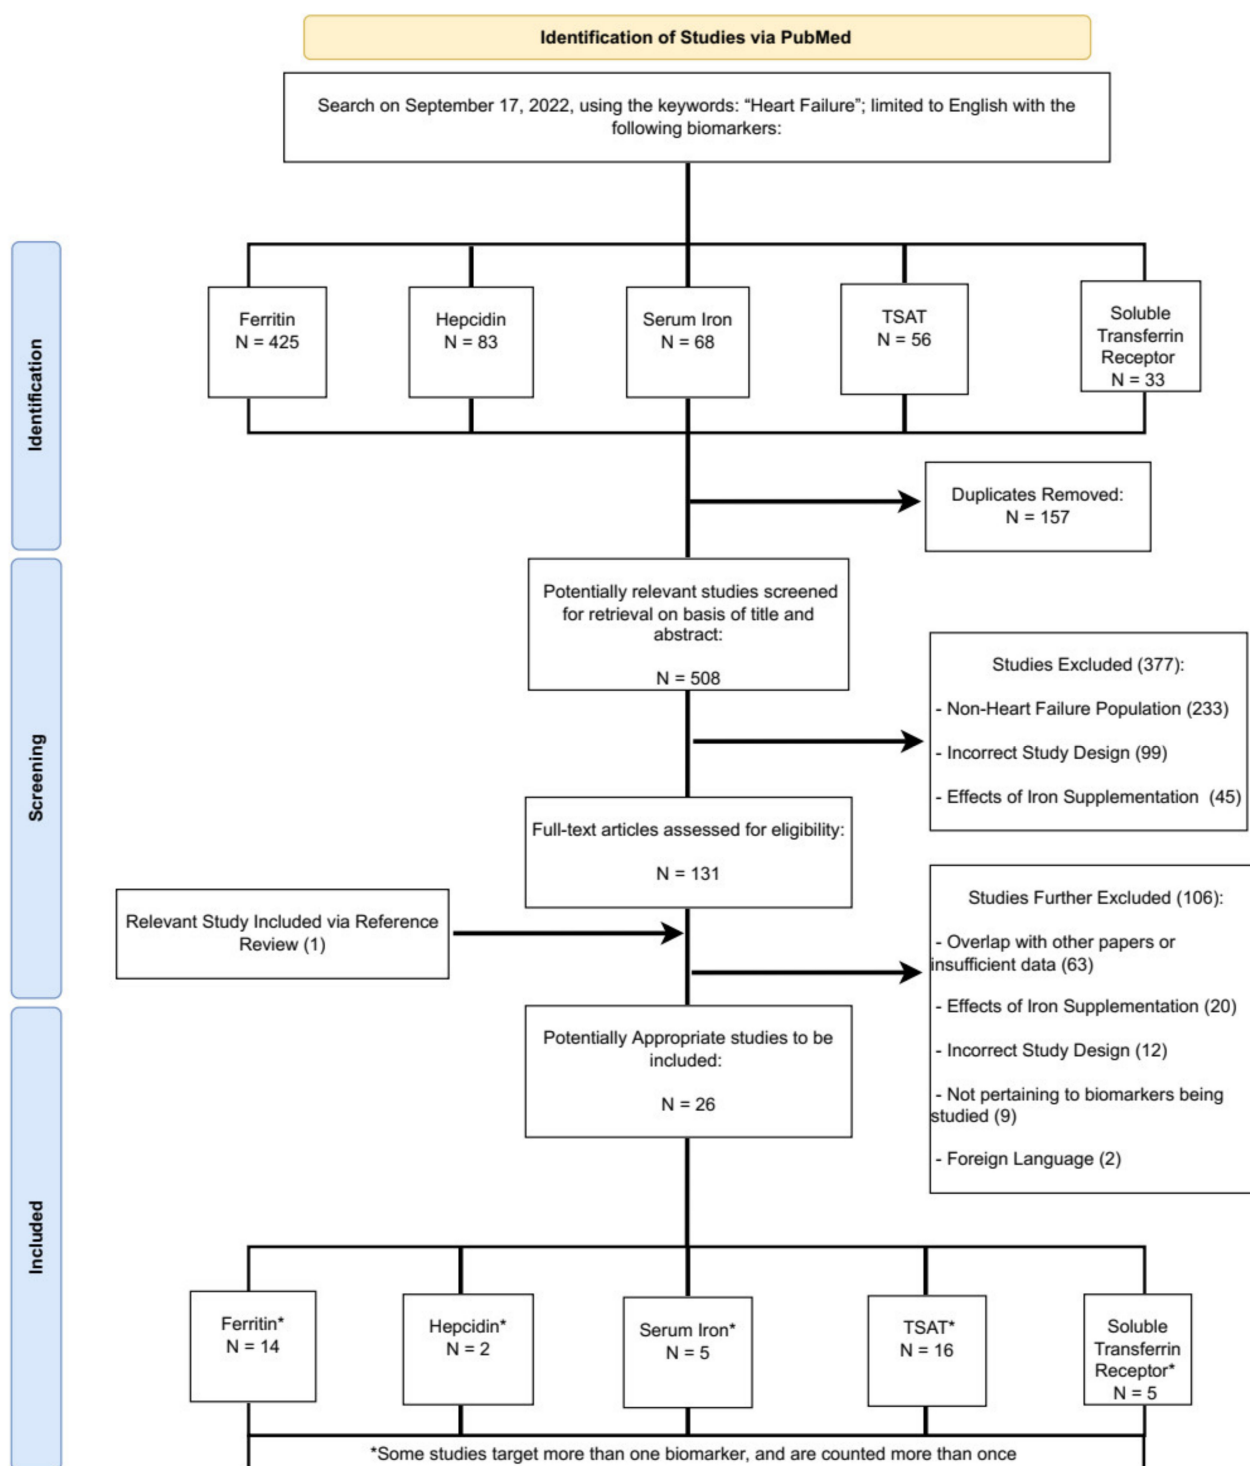 Identification of Studies via PubMed
Search on September 17, 2022, using the keywords: “Heart Failure”; limited to English with the
following biomarkers:
Identification
Ferritin
N = 425
Hepcidin
N = 83
Serum Iron
N = 68
TSAT
N = 56
Soluble
Transferrin
Receptor
N = 33
Duplicates Removed:
N = 157
Screening
Potentially relevant studies screened
for retrieval on basis of title and
abstract:
N = 508
Studies Excluded (377):
- Non-Heart Failure Population (233)
- Incorrect Study Design (99)
- Effects of Iron Supplementation (45)
Full-text articles assessed for eligibility:
N = 131
Relevant Study Included via Reference
Review (1)
Studies Further Excluded (106):
- Overlap with other papers or
insufficient data (63)
- Effects of Iron Supplementation (20)
- Incorrect Study Design (12)
- Not pertaining to biomarkers being
studied (9)
- Foreign Language (2)
Included
Potentially Appropriate studies to be
included:
N = 26
Ferritin*
N = 14
Hepcidin*
N = 2
Serum Iron*
N = 5
TSAT*
N = 16
Soluble
Transferrin
Receptor*
N = 5
*Some studies target more than one biomarker, and are counted more than once